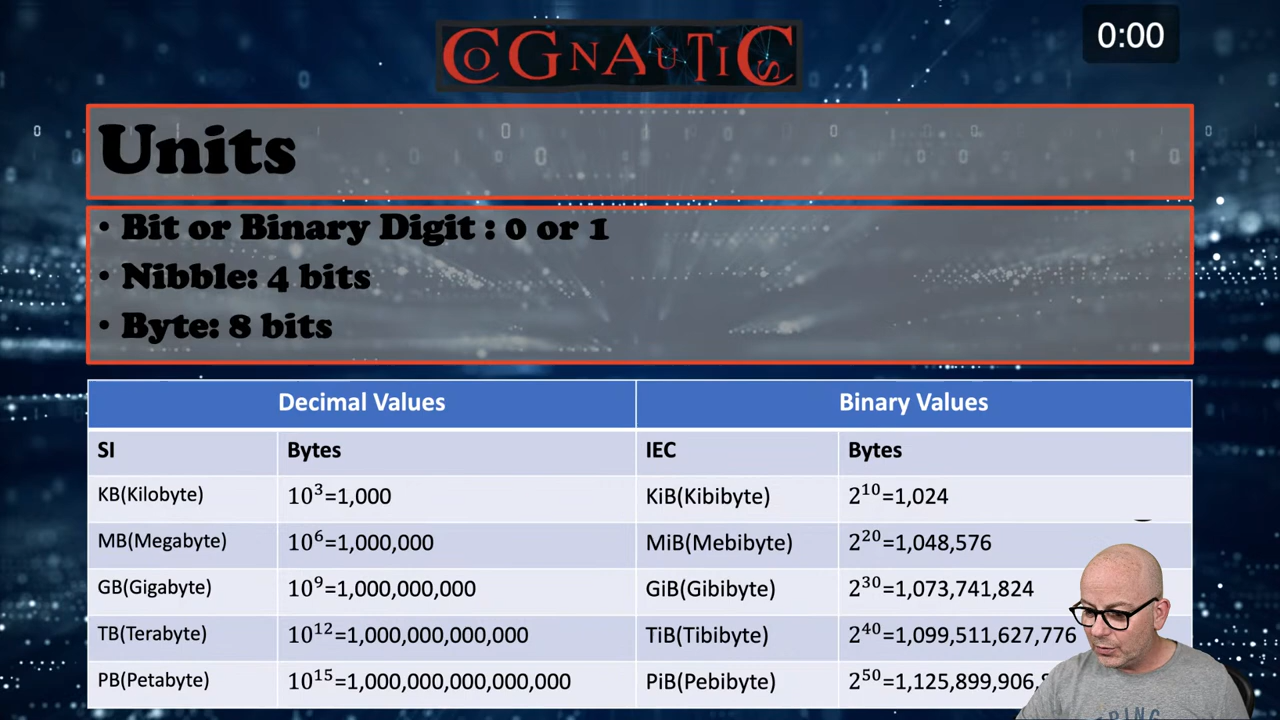 COGNAUTICS
0:00
Units
• Bit or Binary Digit : 0 or 1
• Nibble: 4 bits
• Byte: 8 bits
Decimal Values Binary Values
SI Bytes IEC Bytes
KB(Kilobyte) 10³=1,000 KiB(Kibibyte) 2¹⁰=1,024
MB(Megabyte) 10⁶=1,000,000 MiB(Mebibyte) 2²⁰=1,048,576
GB(Gigabyte) 10⁹=1,000,000,000 GiB(Gibibyte) 2³⁰=1,073,741,824
TB(Terabyte) 10¹²=1,000,000,000,000 TiB(Tibibyte) 2⁴⁰=1,099,511,627,776
PB(Petabyte) 10¹⁵=1,000,000,000,000,000 PiB(Pebibyte) 2⁵⁰=1,125,899,906,